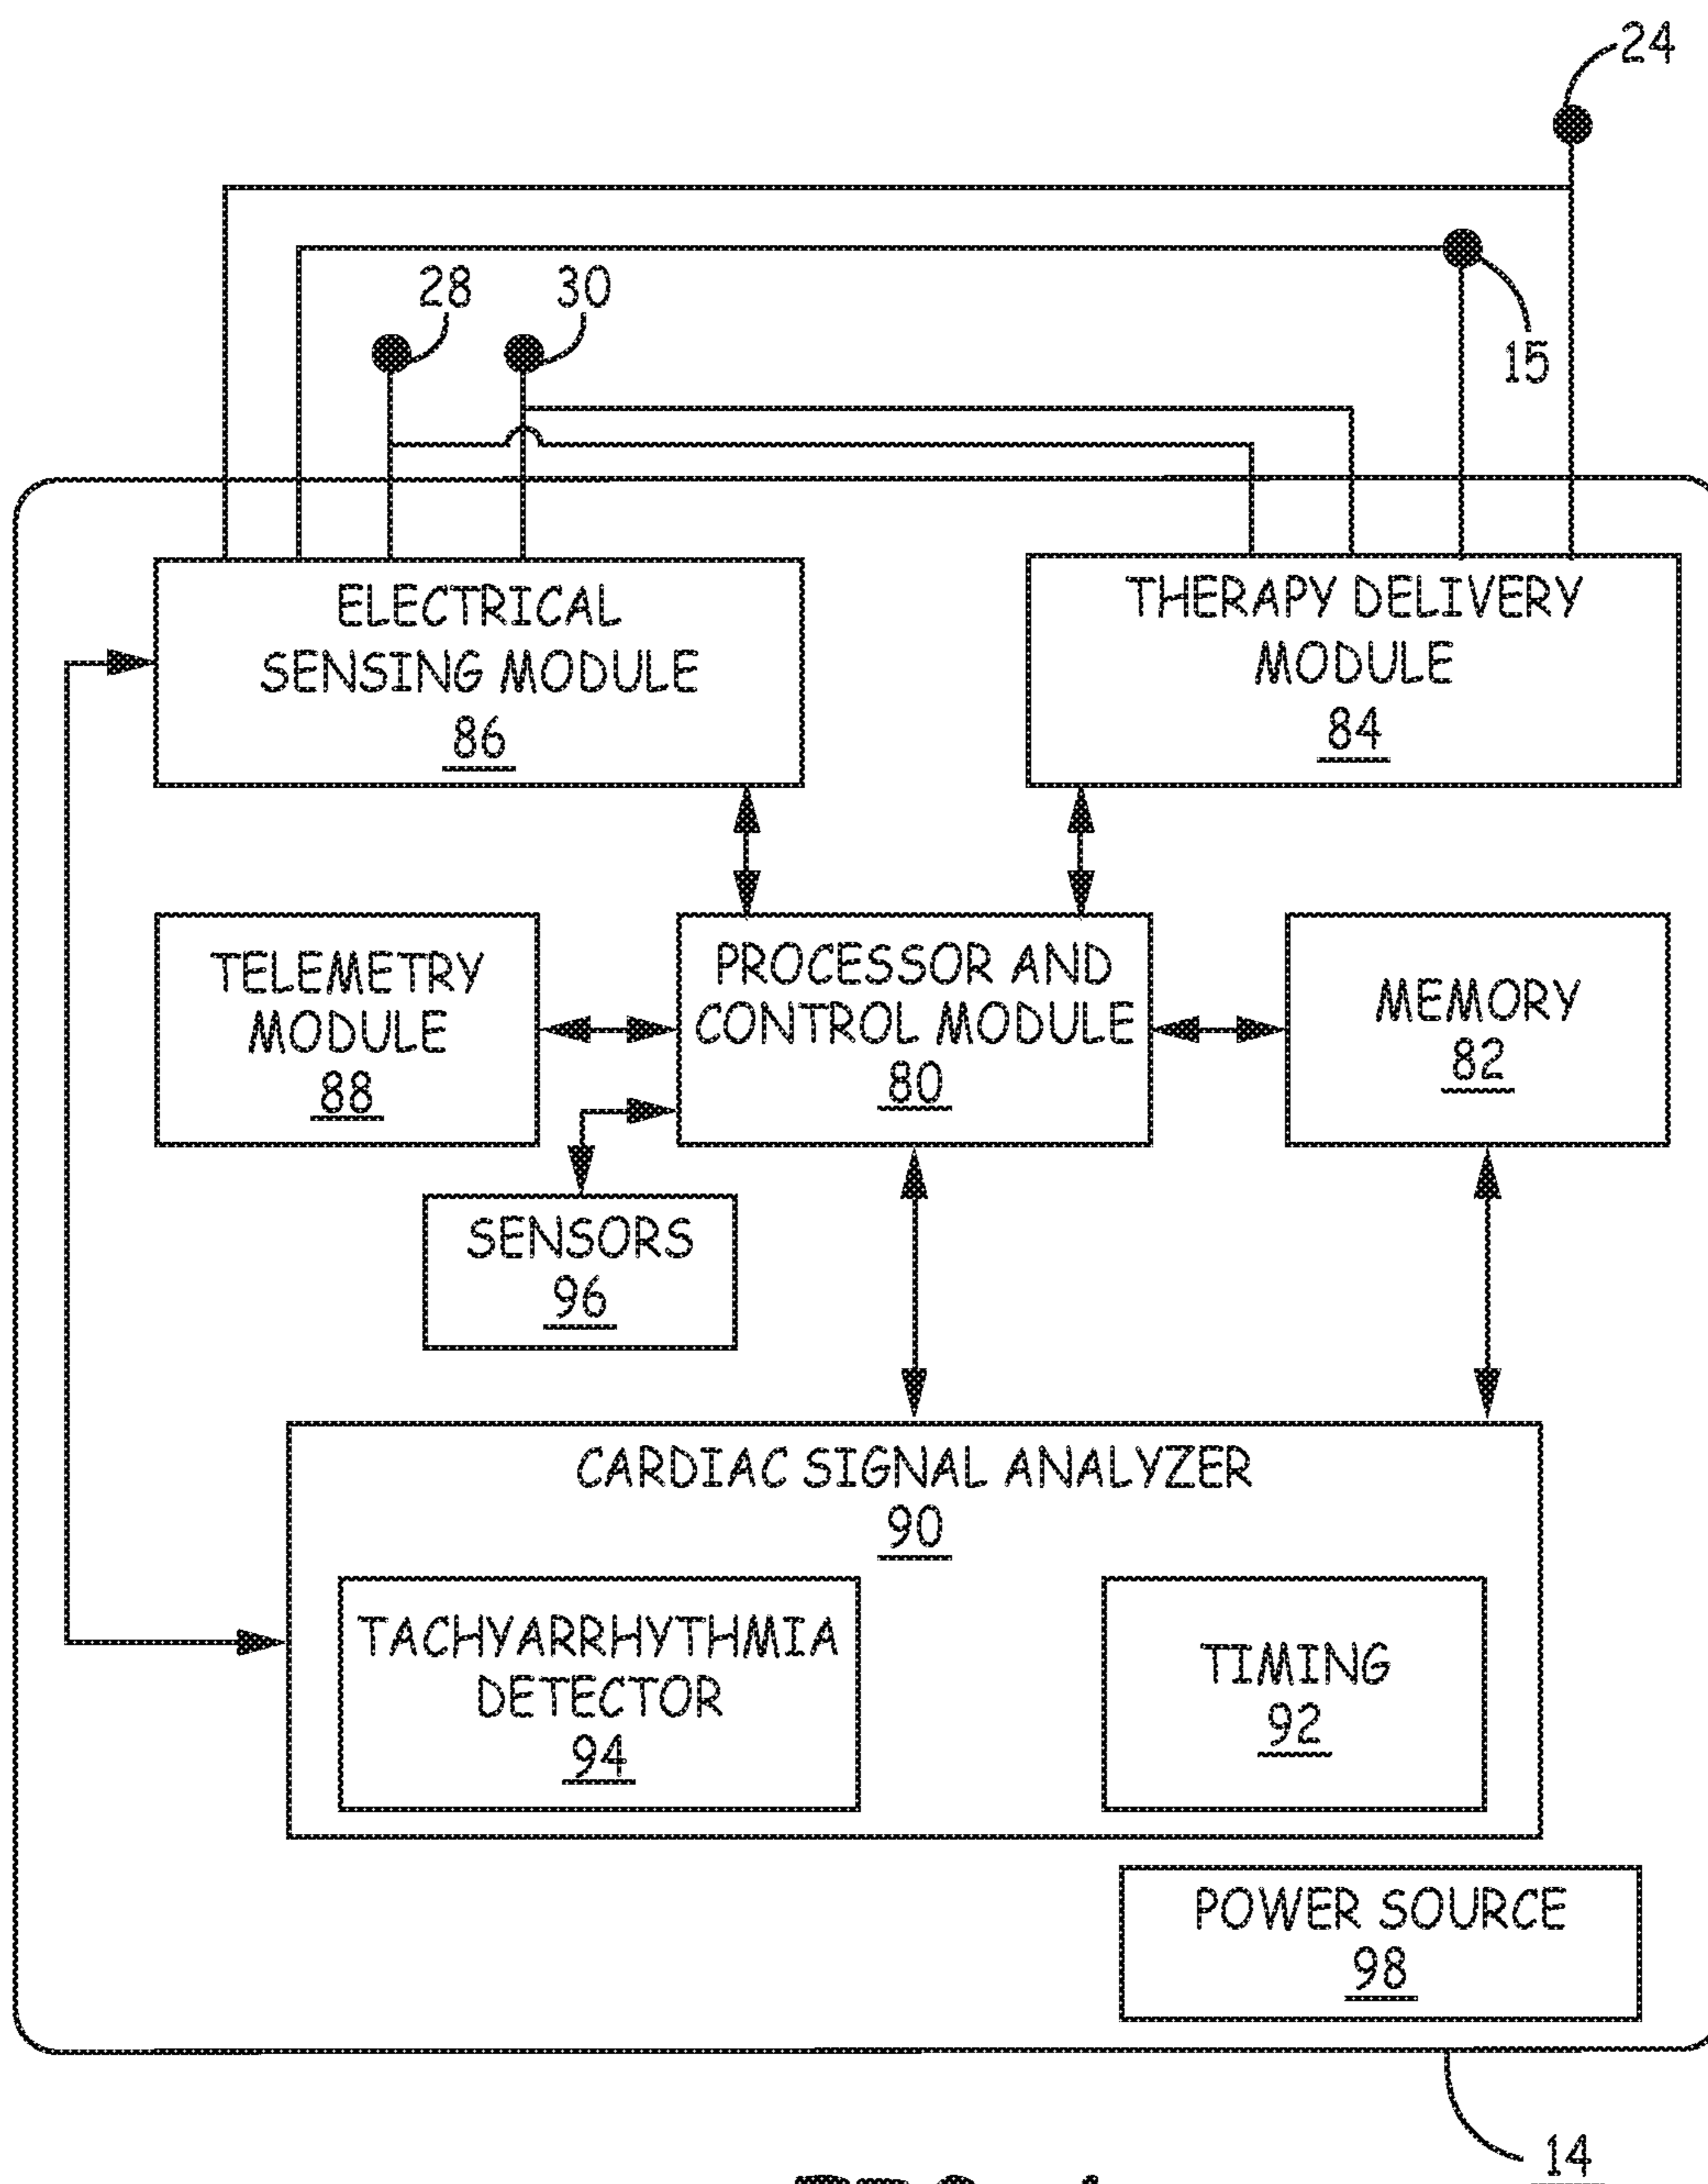 24
28
30
15
ELECTRICAL
SENSING MODULE
86
THERAPY DELIVERY
MODULE
84
TELEMETRY
MODULE
88
PROCESSOR AND
CONTROL MODULE
80
MEMORY
82
SENSORS
96
CARDIAC SIGNAL ANALYZER
90
TACHYARRHYTHMIA
DETECTOR
94
TIMING
92
POWER SOURCE
98
14